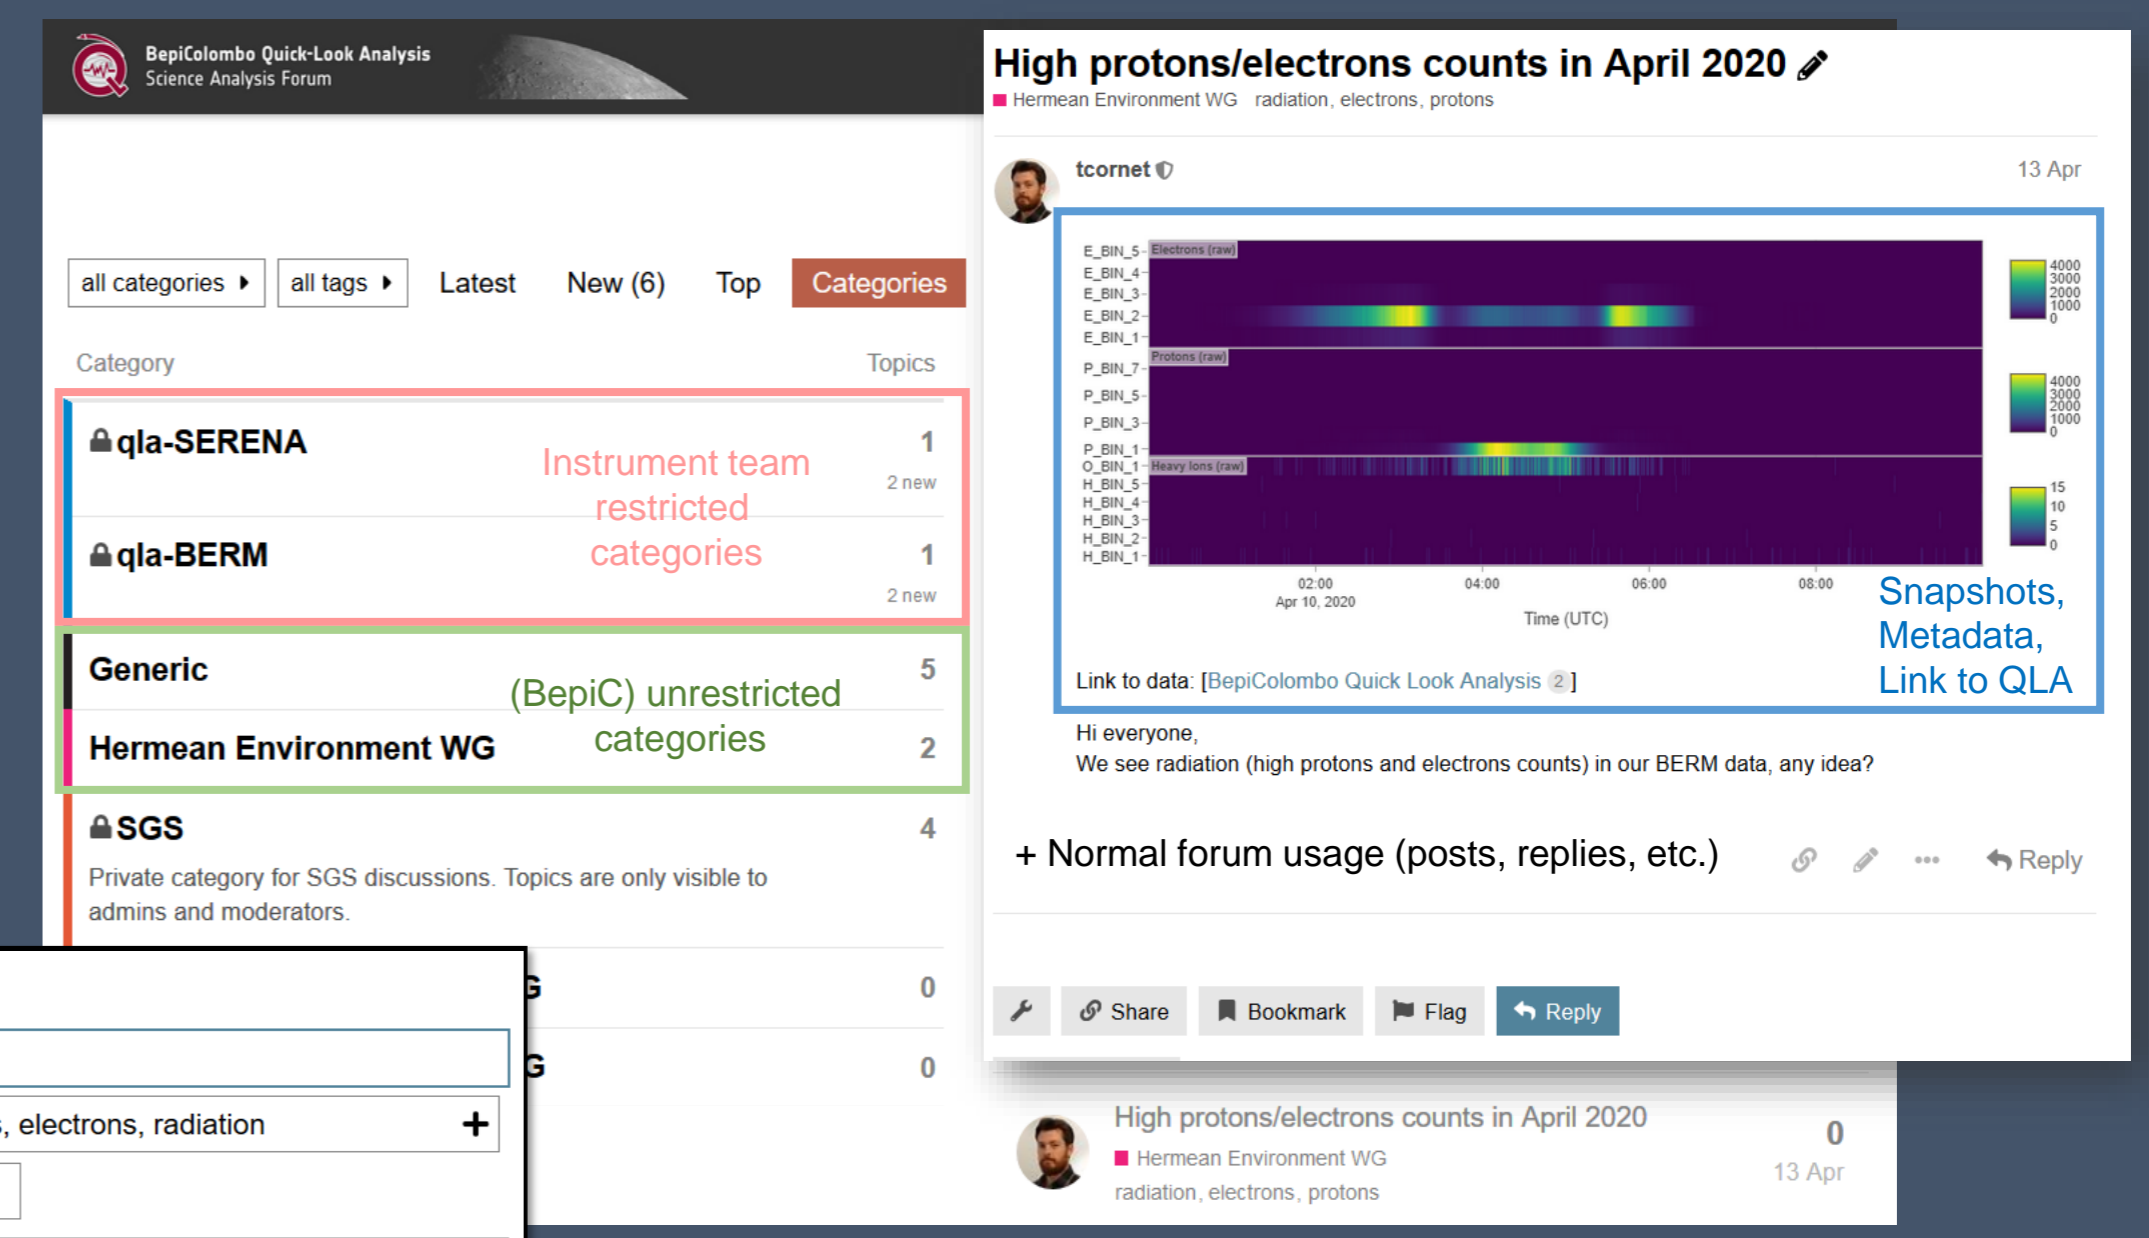 BepiColombo Quick-Look Analysis
Science Analysis Forum
all categories
all tags
Latest
New (6)
Top
Categories
Category
Topics
qla-SERENA
1
2 new
qla-BERM
1
2 new
Instrument team
restricted
categories
Generic
5
Hermean Environment WG
2
(BepiC) unrestricted
categories
SGS
4
Private category for SGS discussions. Topics are only visible to
admins and moderators.
G
0
G
0
, electrons, radiation
High protons/electrons counts in April 2020
Hermean Environment WG radiation, electrons, protons
tcornet
13 Apr
E_BIN_5
Electrons (raw)
E_BIN_4
E_BIN_3
E_BIN_2
E_BIN_1
4000
3000
2000
1000
0
Protons (raw)
P_BIN_7
P_BIN_5
P_BIN_3
P_BIN_1
4000
3000
2000
1000
0
O_BIN_1
Heavy Ions (raw)
H_BIN_5
H_BIN_4
H_BIN_3
H_BIN_2
H_BIN_1
15
10
5
0
02:00
04:00
06:00
08:00
Apr 10, 2020
Time (UTC)
Snapshots,
Metadata,
Link to QLA
Link to data: [BepiColombo Quick Look Analysis 2 ]
Hi everyone,
We see radiation (high protons and electrons counts) in our BERM data, any idea?
+ Normal forum usage (posts, replies, etc.)
Reply
Share
Bookmark
Flag
Reply
High protons/electrons counts in April 2020
0
Hermean Environment WG
13 Apr
radiation, electrons, protons